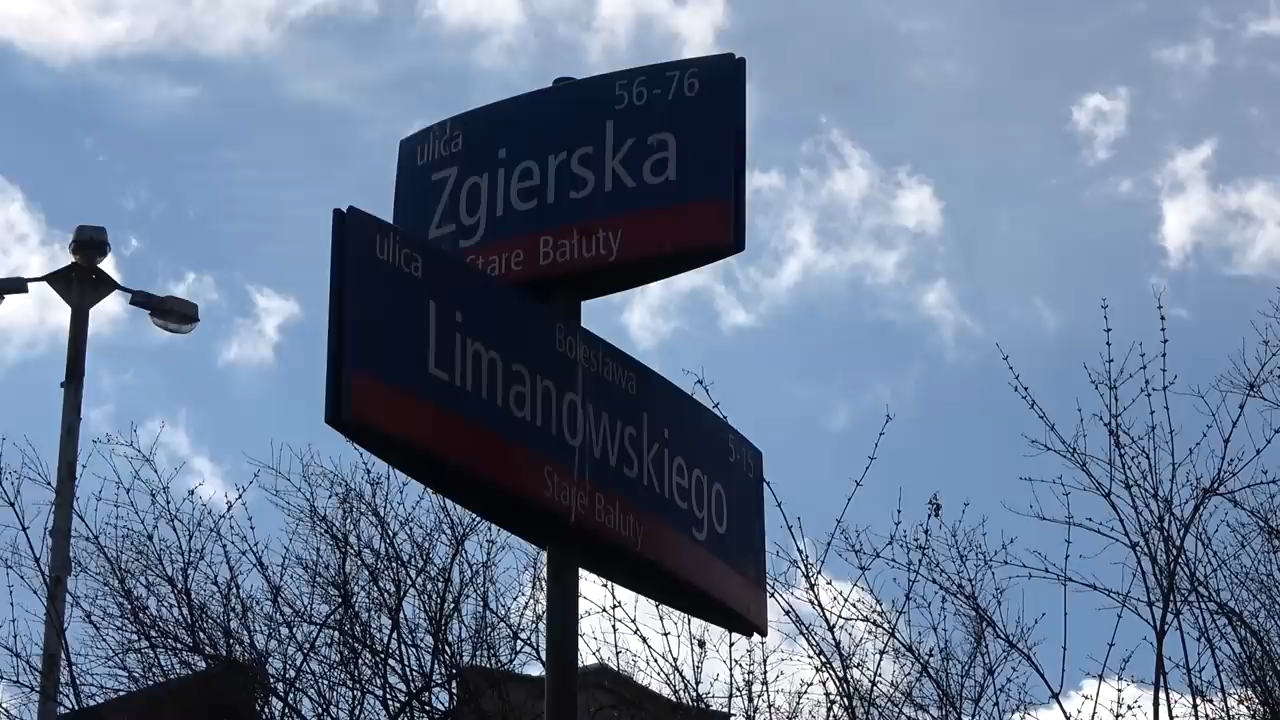 56-76
ulica
Zgierska
Stare Bałuty
ulica
Bolesława
Limanowskiego
5-15
Stare Bałuty